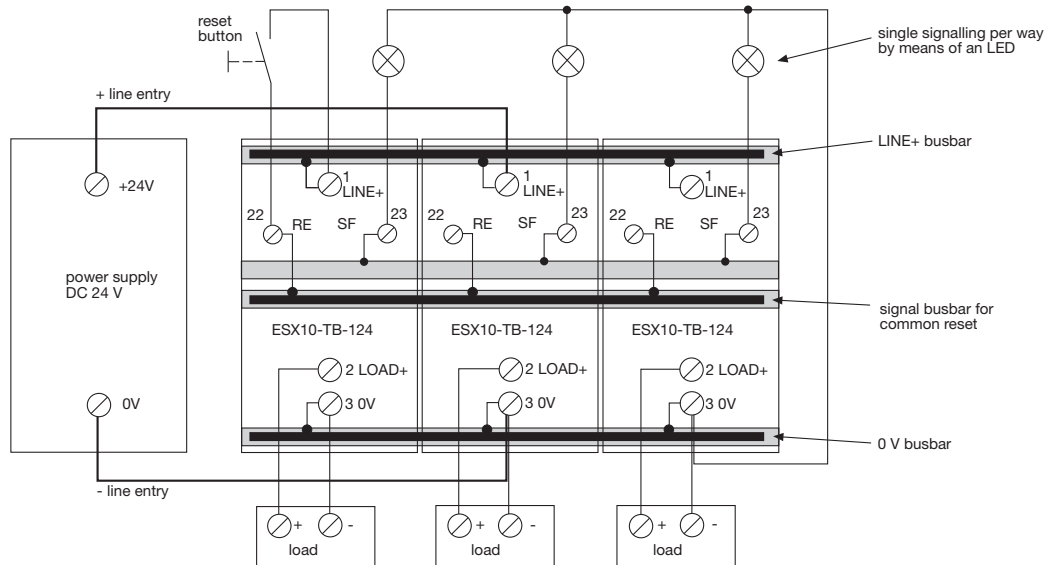 reset
button
single signalling per way
by means of an LED
+ line entry
LINE+ busbar
+24V
1
LINE+
1
LINE+
1
LINE+
22
RE
SF
23
22
RE
SF
23
22
RE
SF
23
power supply
DC 24 V
signal busbar for
common reset
ESX10-TB-124
ESX10-TB-124
ESX10-TB-124
2 LOAD+
2 LOAD+
2 LOAD+
0V
3 0V
3 0V
3 0V
0 V busbar
- line entry
+ -
load
+ -
load
+ -
load